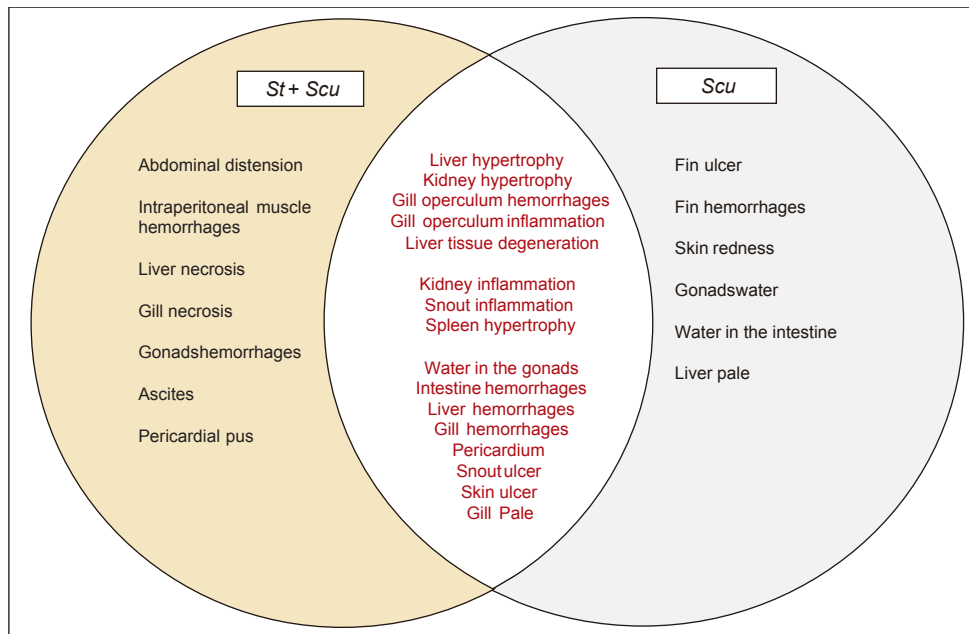 St + Scu
Abdominal distension
Intraperitoneal muscle
hemorrhages
Liver necrosis
Gill necrosis
Gonadshemorrhages
Ascites
Pericardial pus
Liver hypertrophy
Kidney hypertrophy
Gill operculum hemorrhages
Gill operculum inflammation
Liver tissue degeneration
Kidney inflammation
Snout inflammation
Spleen hypertrophy
Water in the gonads
Intestine hemorrhages
Liver hemorrhages
Gill hemorrhages
Pericardium
Snout ulcer
Skin ulcer
Gill Pale
Scu
Fin ulcer
Fin hemorrhages
Skin redness
Gonadswater
Water in the intestine
Liver pale